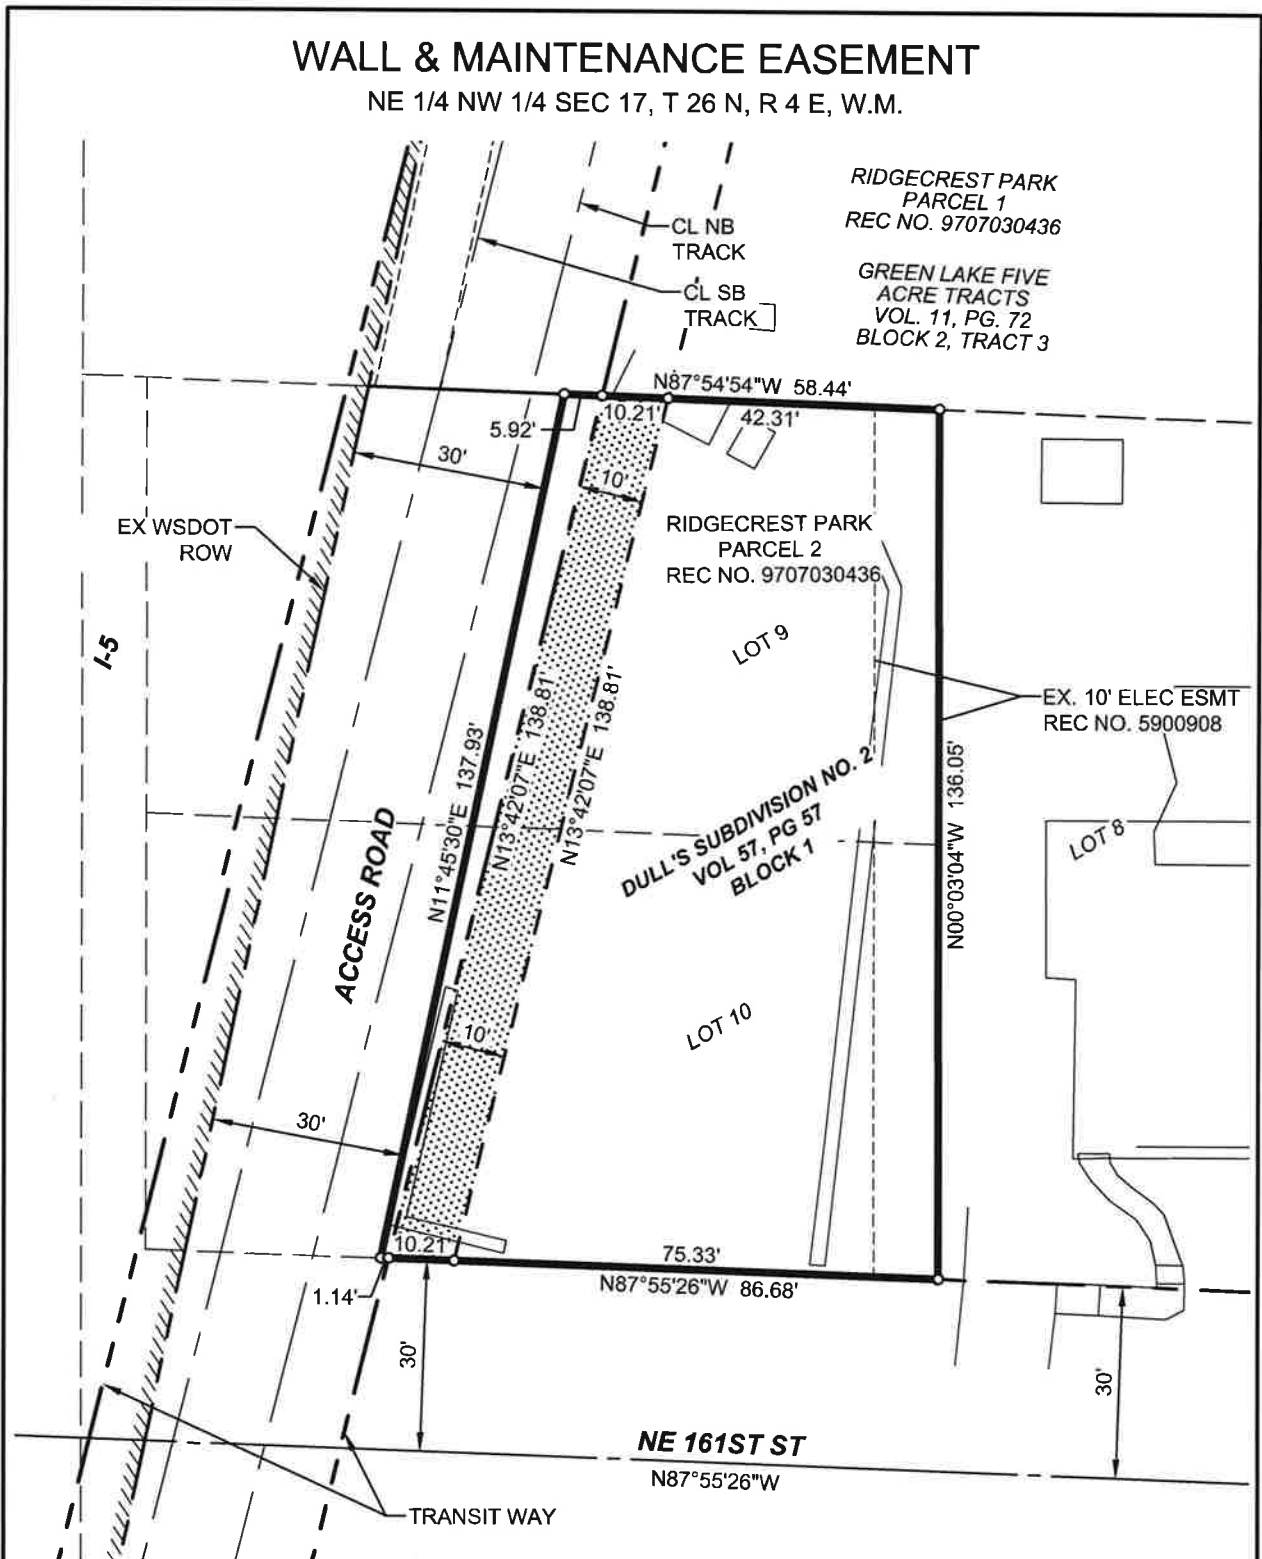 WALL & MAINTENANCE EASEMENT
NE 1/4 NW 1/4 SEC 17, T 26 N, R 4 E, W.M.
RIDGECREST PARK
PARCEL 1
REC NO. 9707030436
CL NB
TRACK
GREEN LAKE FIVE
ACRE TRACTS
VOL. 11, PG. 72
BLOCK 2, TRACT 3
CL SB
TRACK
N87°54'54"W 58.44'
5.92'
10.21'
42.31'
30'
10'
EX WSDOT
ROW
RIDGECREST PARK
PARCEL 2
REC NO. 9707030436
I-5
LOT 9
EX. 10' ELEC ESMT
REC NO. 5900908
N11°45'30"E 137.93'
N13°42'07"E 138.81'
N13°42'07"E 138.81'
DULL'S SUBDIVISION NO. 2
VOL 57, PG 57
BLOCK 1
N00°03'04"W 136.05'
LOT 8
ACCESS ROAD
LOT 10
10'
30'
10.21'
75.33'
1.14'
N87°55'26"W 86.68'
30'
30'
NE 161ST ST
N87°55'26"W
TRANSIT WAY